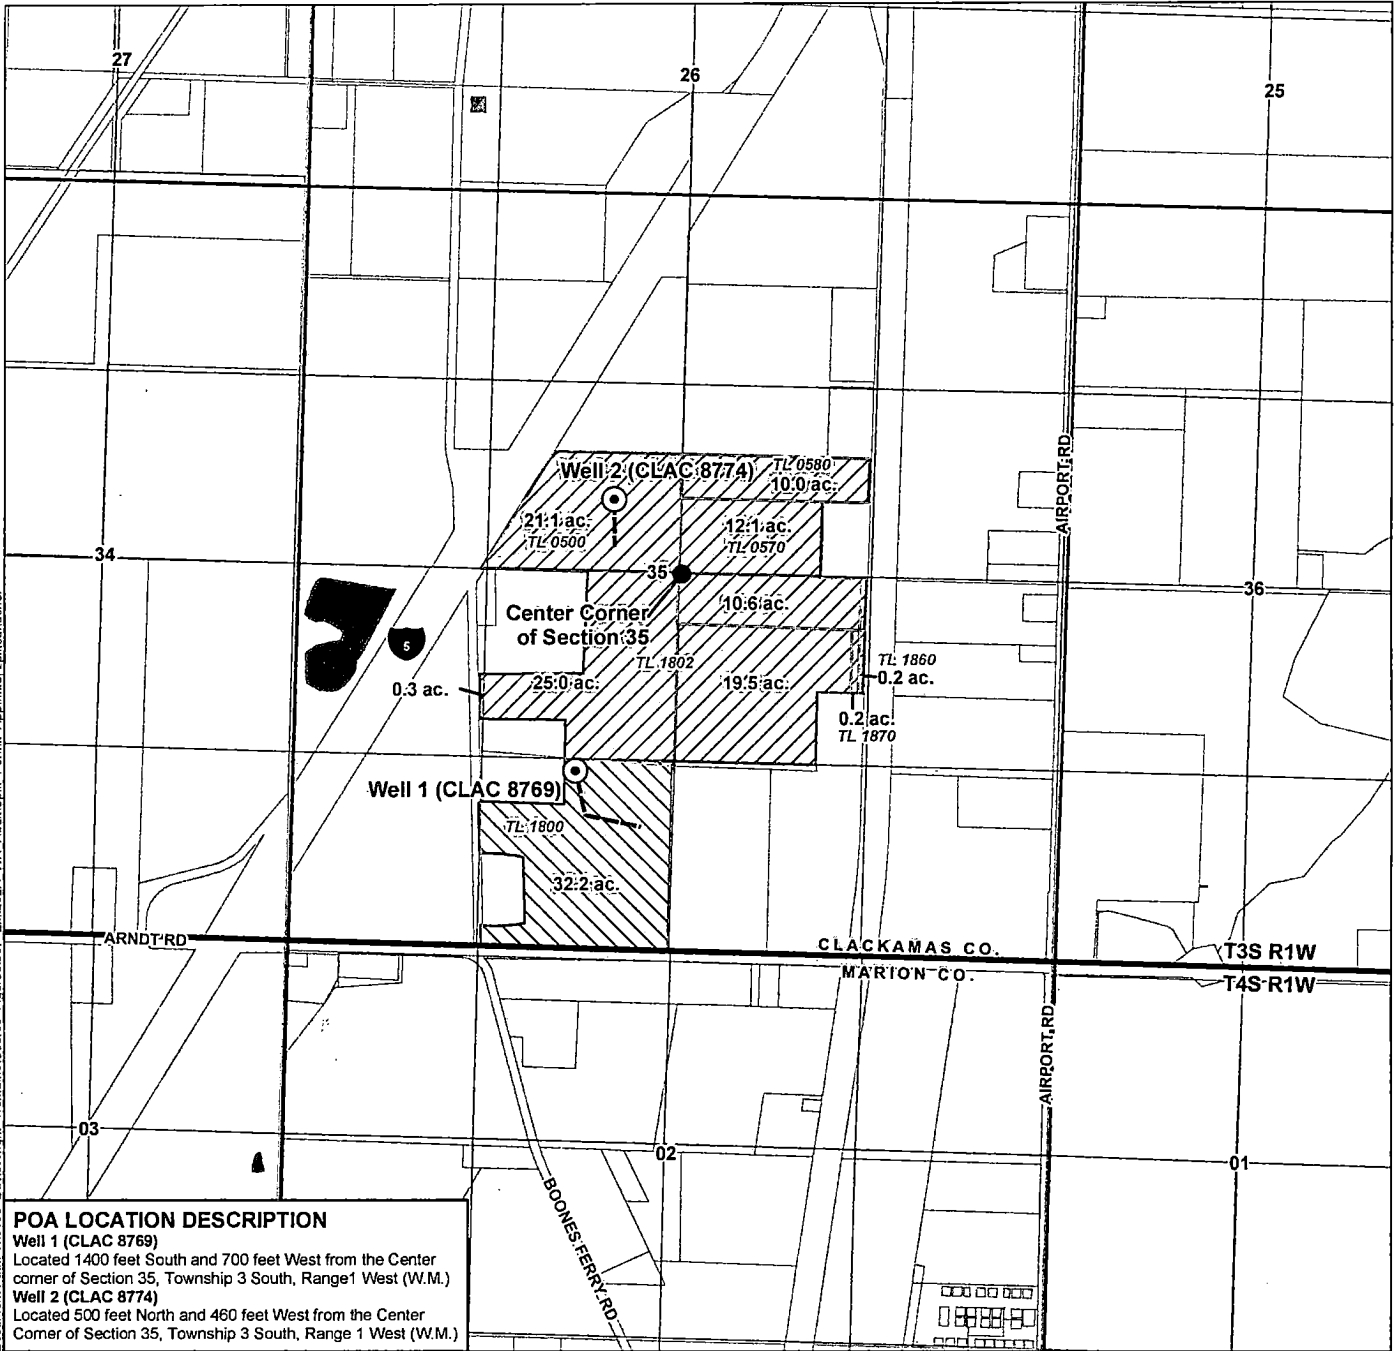 27
26
25
Well 2 (CLAC 8774)
TL 0580
10.0 ac.
21.1 ac.
TL 0500
12.1 ac.
TL 0570
AIRPORT RD
34
35
36
Center Corner
of Section 35
10.6 ac.
5
TL 1802
TL 1860
0.2 ac.
0.3 ac.
25.0 ac.
19.5 ac.
0.2 ac.
TL 1870
Well 1 (CLAC 8769)
TL 1800
32.2 ac.
ARNDT RD
CLACKAMAS CO.
MARION CO.
T3S R1W
T4S R1W
AIRPORT RD
03
02
01
BOONES FERRY RD
POA LOCATION DESCRIPTION
Well 1 (CLAC 8769)
Located 1400 feet South and 700 feet West from the Center
corner of Section 35, Township 3 South, Range1 West (W.M.)
Well 2 (CLAC 8774)
Located 500 feet North and 460 feet West from the Center
Corner of Section 35, Township 3 South, Range 1 West (W.M.)